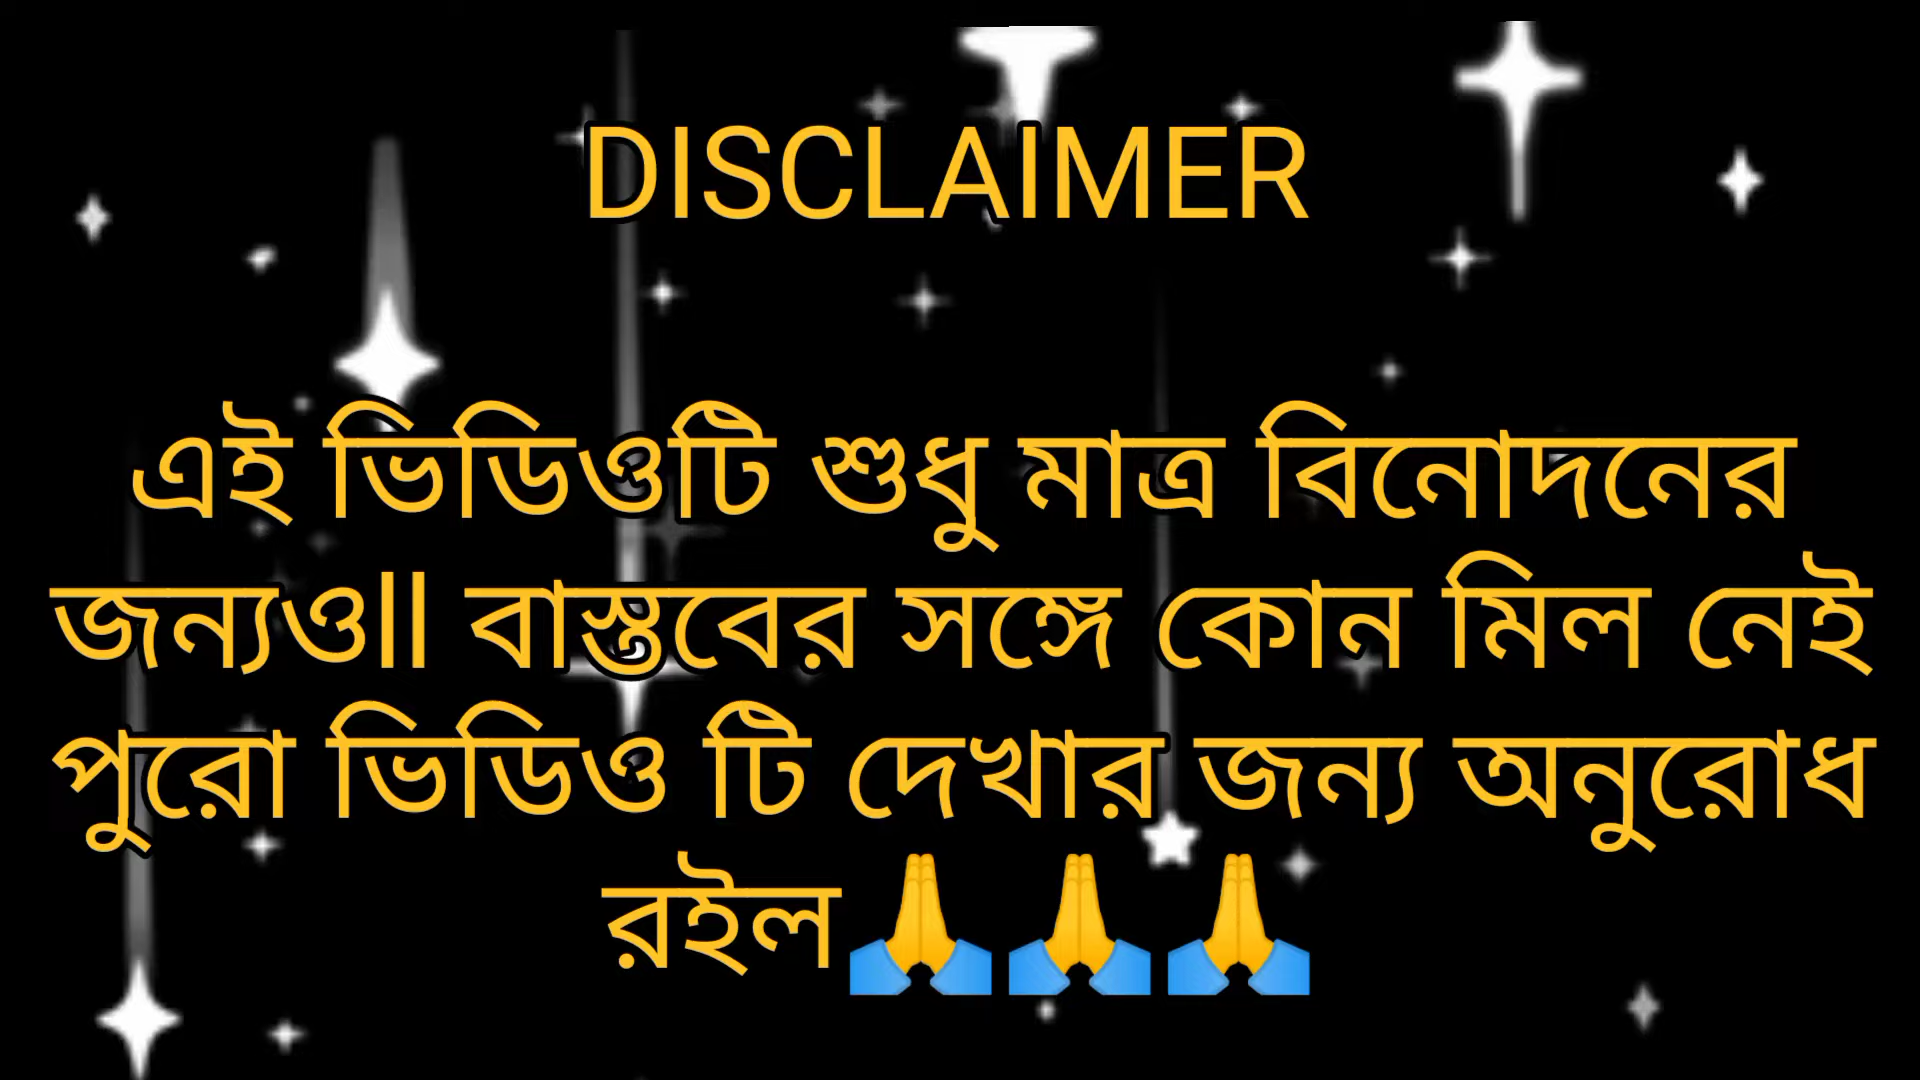 DISCLAIMER
এই ভিডিওটি শুধু মাত্র বিনোদনের
জন্যও॥ বাস্তবের সঙ্গে কোন মিল নেই
পুরো ভিডিও টি দেখার জন্য অনুরোধ
রইল🙏🙏🙏